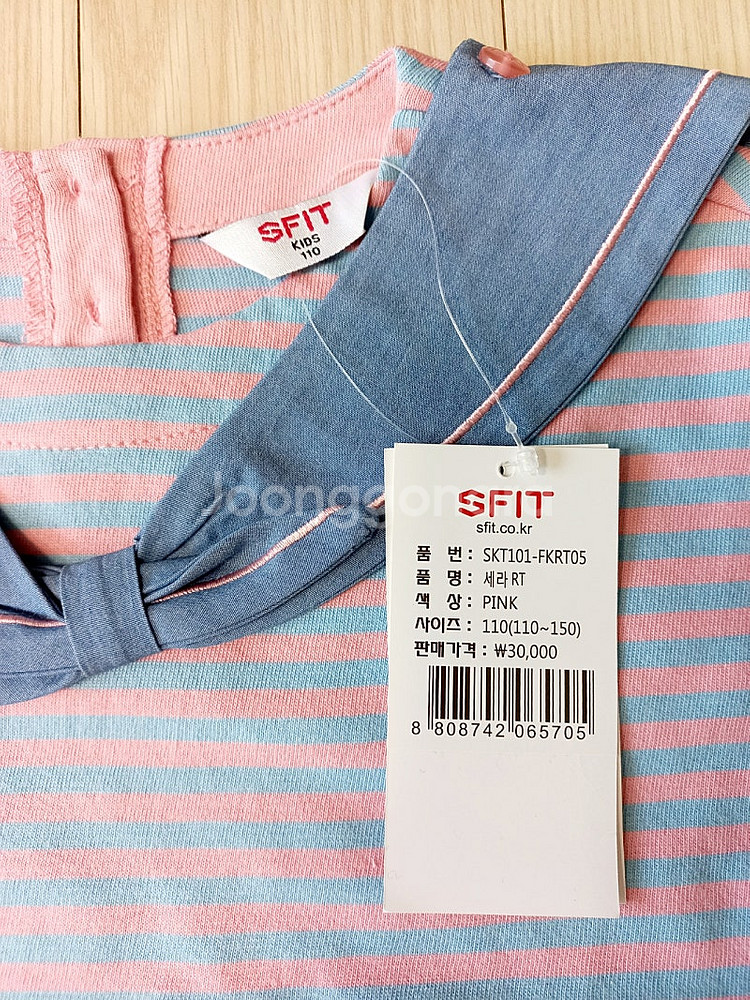 SFIT
KIDS
110
Joonggonara
SFIT
sfit.co.kr
품 번 : SKT101-FKRT05
품 명 : 세라 RT
색 상 : PINK
사이즈 : 110(110~150)
판매가격 : ₩30,000
8 808742 065705